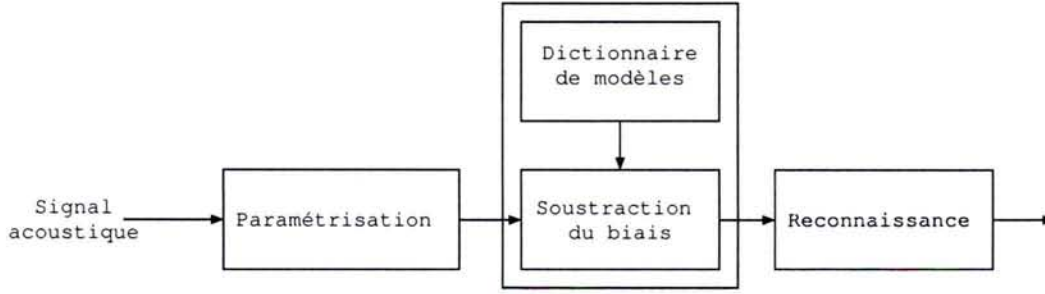 Dictionnaire
de modèles
Signal
acoustique
Paramétrisation
Soustraction
du biais
Reconnaissance